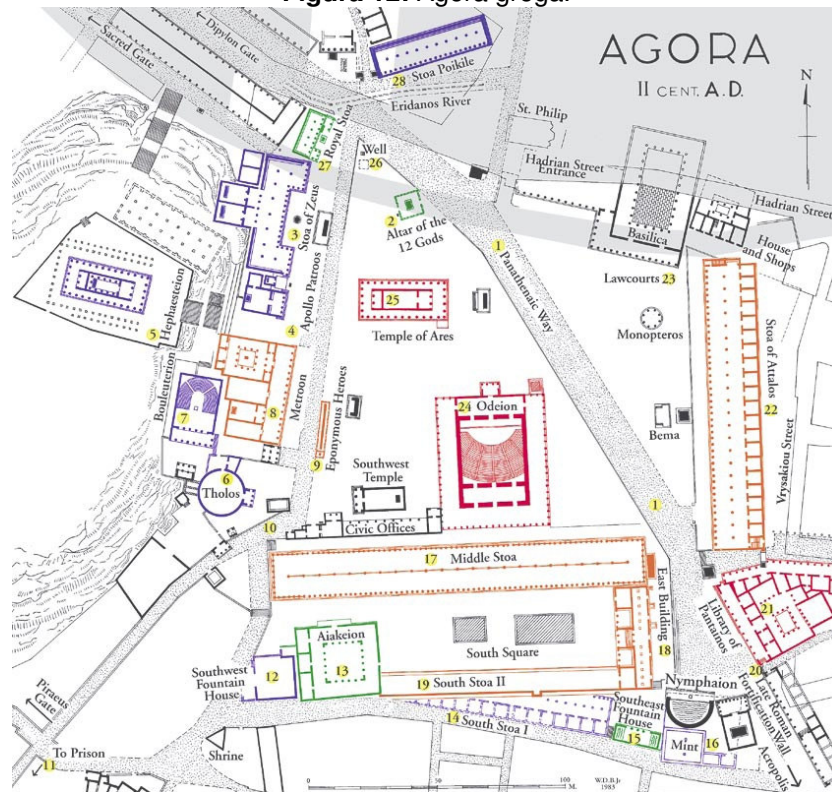 Figura 12. Ágora grega.
AGORA
II CENT. A.D.
N
Dipylon Gate
Sacred Gate
28 Stoa Poikile
Eridanos River
St. Philip
Royal Stoa
27
Well
26
Hadrian Street
Entrance
Hadrian Street
2
Altar of the
12 Gods
3
Stoa of Zeus
1
Panathenaic Way
Basilica
House
and Shops
Lawcourts 23
5
Hephaesteion
4
Apollo Patroos
25
Temple of Ares
Monopteros
Stoa of Attalos
22
Vrysakiou Street
Bouleuterion
7
8
Metroon
9
Eponymous Heroes
24 Odeion
Bema
6
Tholos
Southwest
Temple
1
10
Civic Offices
17
Middle Stoa
East Building
18
Library of
Pantainos
21
20
Aiakeion
13
South Square
Southwest
Fountain
House
12
19 South Stoa II
Nymphaion
Late Roman
Fortification Wall
14
South Stoa I
Southeast
Fountain
House
15
Mint
16
Acropolis
Piraeus
Gate
To Prison
11
Shrine
0
50
100
M.
W.D.B.Jr
1983